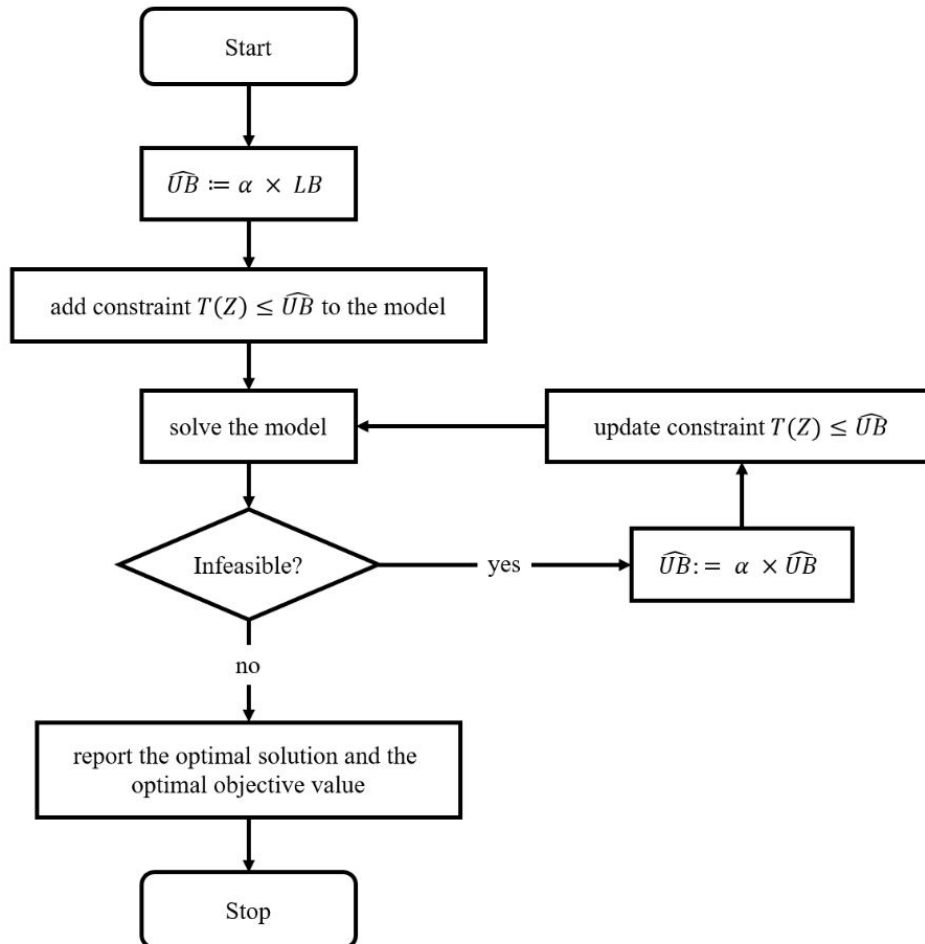 Start
$\widehat{UB} := \alpha \times LB$
add constraint $T(Z) \leq \widehat{UB}$ to the model
solve the model
update constraint $T(Z) \leq \widehat{UB}$
Infeasible?
yes
$\widehat{UB} := \alpha \times \widehat{UB}$
no
report the optimal solution and the
optimal objective value
Stop